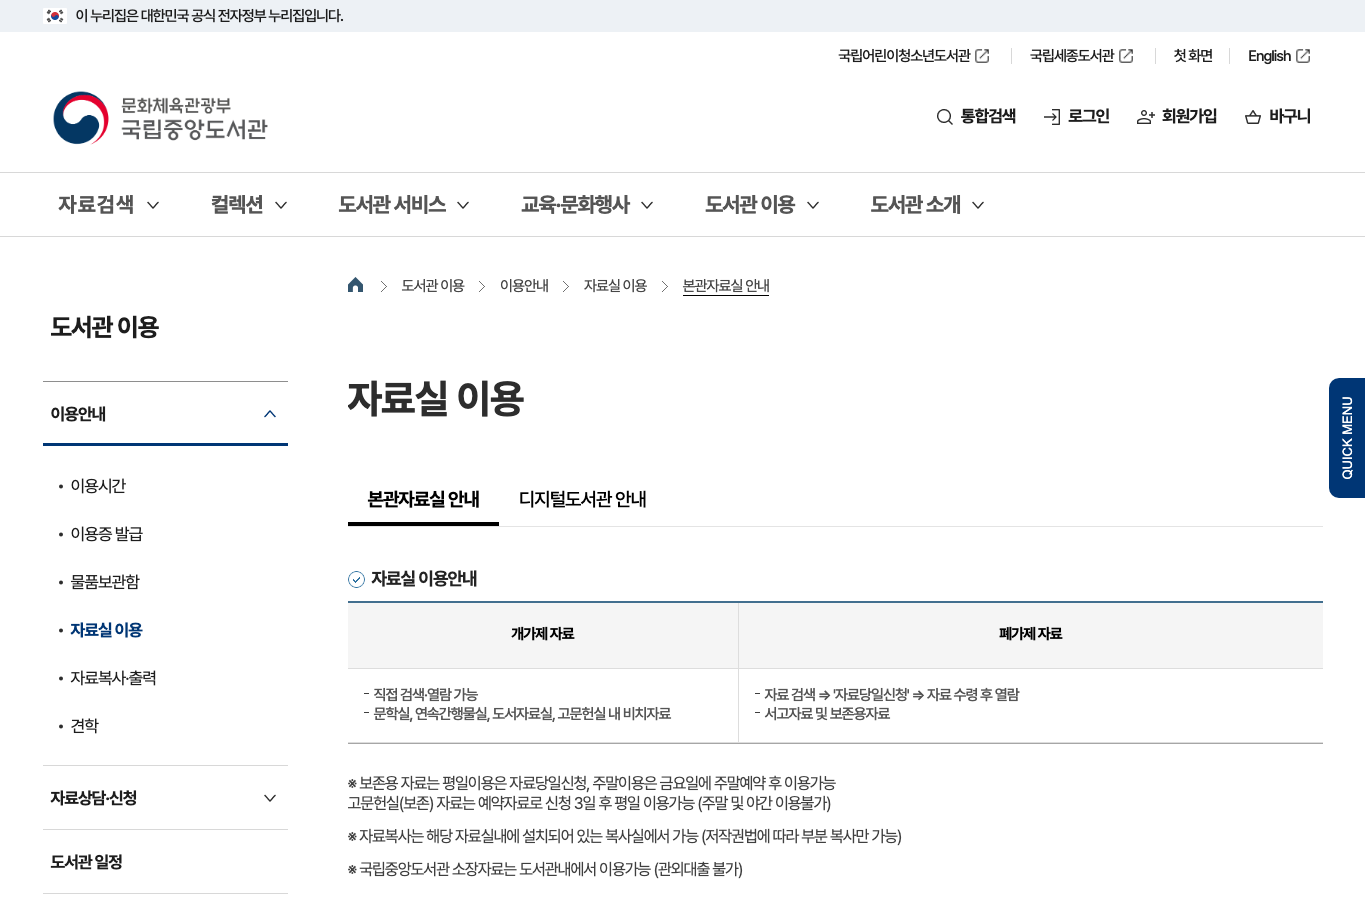 이 누리집은 대한민국 공식 전자정부 누리집입니다.
국립어린이청소년도서관 국립세종도서관 첫 화면 English
문화체육관광부
국립중앙도서관
통합검색 로그인 회원가입 바구니
자료검색 컬렉션 도서관 서비스 교육·문화행사 도서관 이용 도서관 소개
도서관 이용 이용안내 자료실 이용 본관자료실 안내
도서관 이용
이용안내
• 이용시간
• 이용증 발급
• 물품보관함
• 자료실 이용
• 자료복사·출력
• 견학
자료상담·신청
도서관 일정
자료실 이용
본관자료실 안내 디지털도서관 안내
자료실 이용안내
개가제 자료 폐가제 자료
- 직접 검색·열람 가능
- 문학실, 연속간행물실, 도서자료실, 고문헌실 내 비치자료
- 자료 검색 ⇒ '자료당일신청' ⇒ 자료 수령 후 열람
- 서고자료 및 보존용자료
※ 보존용 자료는 평일이용은 자료당일신청, 주말이용은 금요일에 주말예약 후 이용가능
고문헌실(보존) 자료는 예약자료로 신청 3일 후 평일 이용가능 (주말 및 야간 이용불가)
※ 자료복사는 해당 자료실내에 설치되어 있는 복사실에서 가능 (저작권법에 따라 부분 복사만 가능)
※ 국립중앙도서관 소장자료는 도서관내에서 이용가능 (관외대출 불가)
QUICK MENU